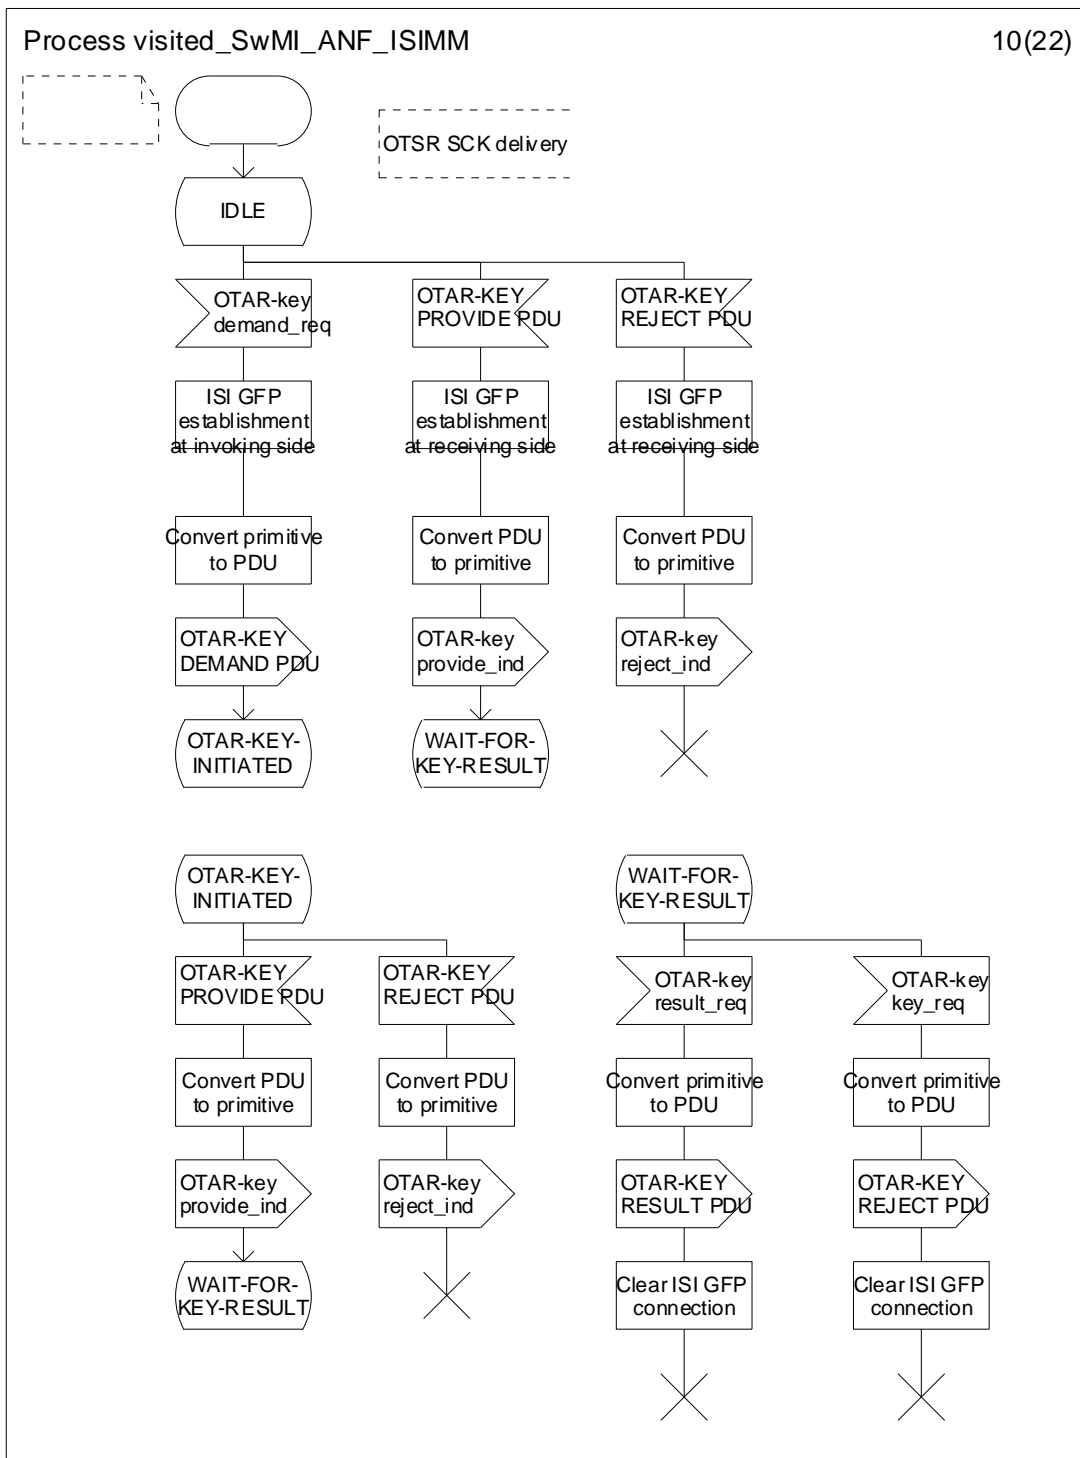 Process visited_SwMI_ANF_ISIMM
10(22)
OTSR SCK delivery
IDLE
OTAR-key
demand_req
OTAR-KEY
PROVIDE PDU
OTAR-KEY
REJECT PDU
ISI GFP
establishment
at invoking side
ISI GFP
establishment
at receiving side
ISI GFP
establishment
at receiving side
Convert primitive
to PDU
Convert PDU
to primitive
Convert PDU
to primitive
OTAR-KEY
DEMAND PDU
OTAR-key
provide_ind
OTAR-key
reject_ind
OTAR-KEY-
INITIATED
WAIT-FOR-
KEY-RESULT
OTAR-KEY-
INITIATED
WAIT-FOR-
KEY-RESULT
OTAR-KEY
PROVIDE PDU
OTAR-KEY
REJECT PDU
OTAR-key
result_req
OTAR-key
key_req
Convert PDU
to primitive
Convert PDU
to primitive
Convert primitive
to PDU
Convert primitive
to PDU
OTAR-key
provide_ind
OTAR-key
reject_ind
OTAR-KEY
RESULT PDU
OTAR-KEY
REJECT PDU
WAIT-FOR-
KEY-RESULT
Clear ISI GFP
connection
Clear ISI GFP
connection